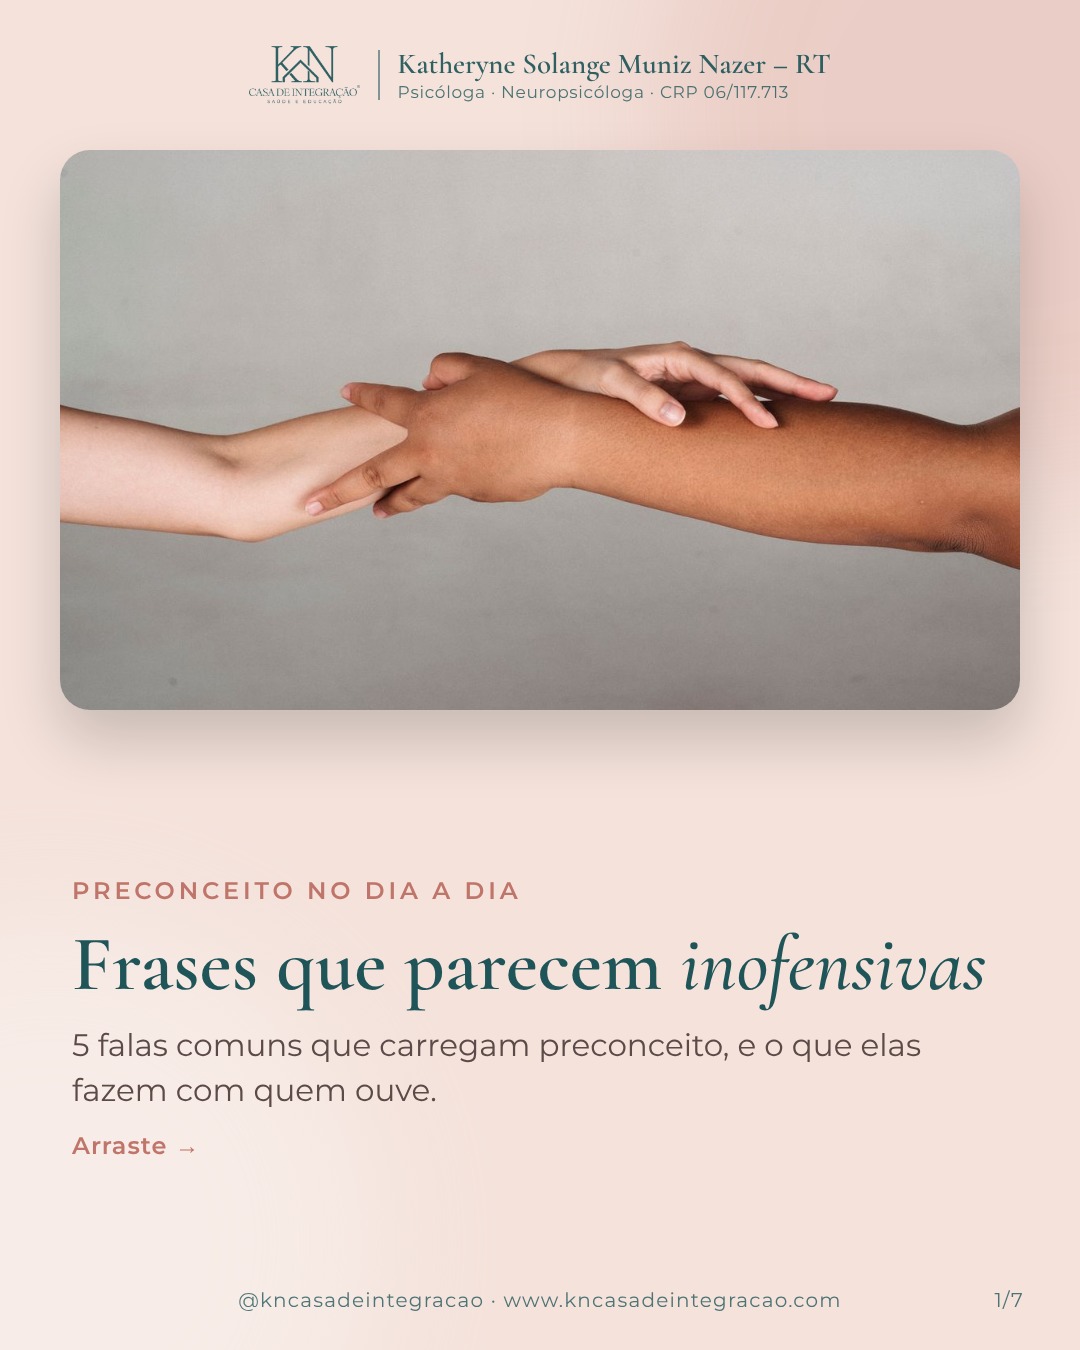 KN
CASA DE INTEGRAÇÃO®
SAÚDE E EDUCAÇÃO
Katheryne Solange Muniz Nazer – RT
Psicóloga · Neuropsicóloga · CRP 06/117.713
PRECONCEITO NO DIA A DIA
Frases que parecem inofensivas
5 falas comuns que carregam preconceito, e o que elas
fazem com quem ouve.
Arraste →
@kncasadeintegracao · www.kncasadeintegracao.com
1/7